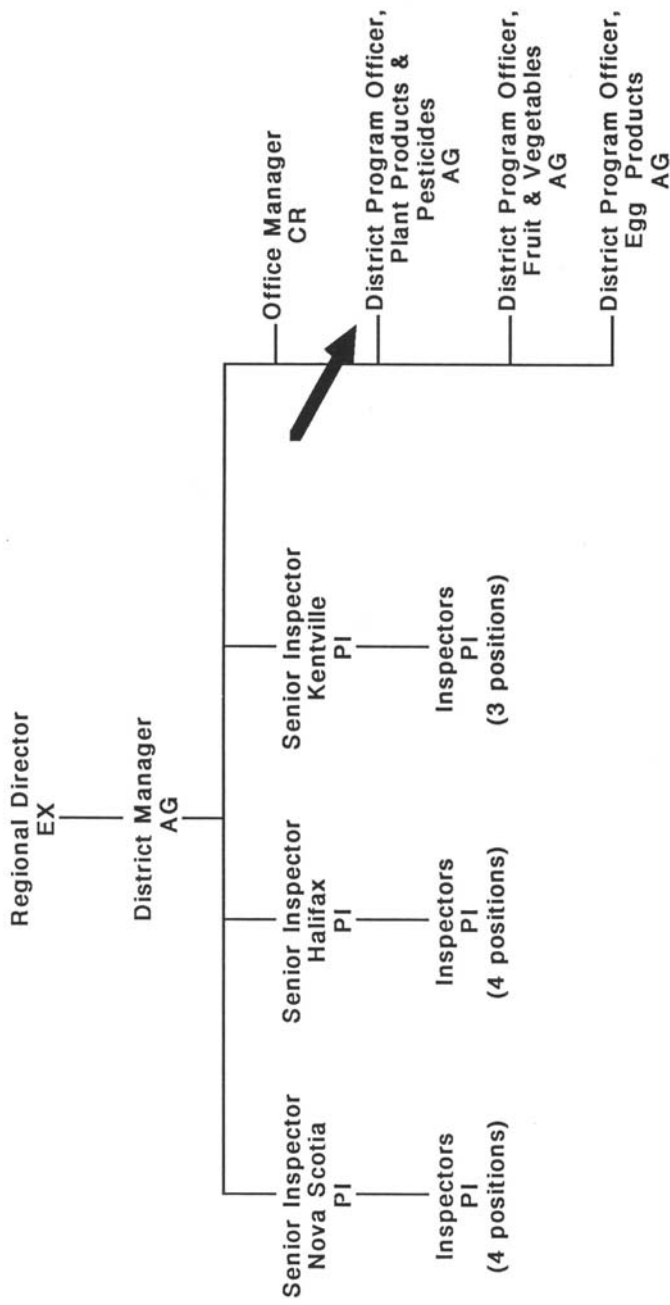 Regional Director
EX
District Manager
AG
Senior Inspector
Nova Scotia
PI
Inspectors
PI
(4 positions)
Senior Inspector
Halifax
PI
Inspectors
PI
(4 positions)
Senior Inspector
Kentville
PI
Inspectors
PI
(3 positions)
Office Manager
CR
District Program Officer,
Plant Products &
Pesticides
AG
District Program Officer,
Fruit & Vegetables
AG
District Program Officer,
Egg Products
AG